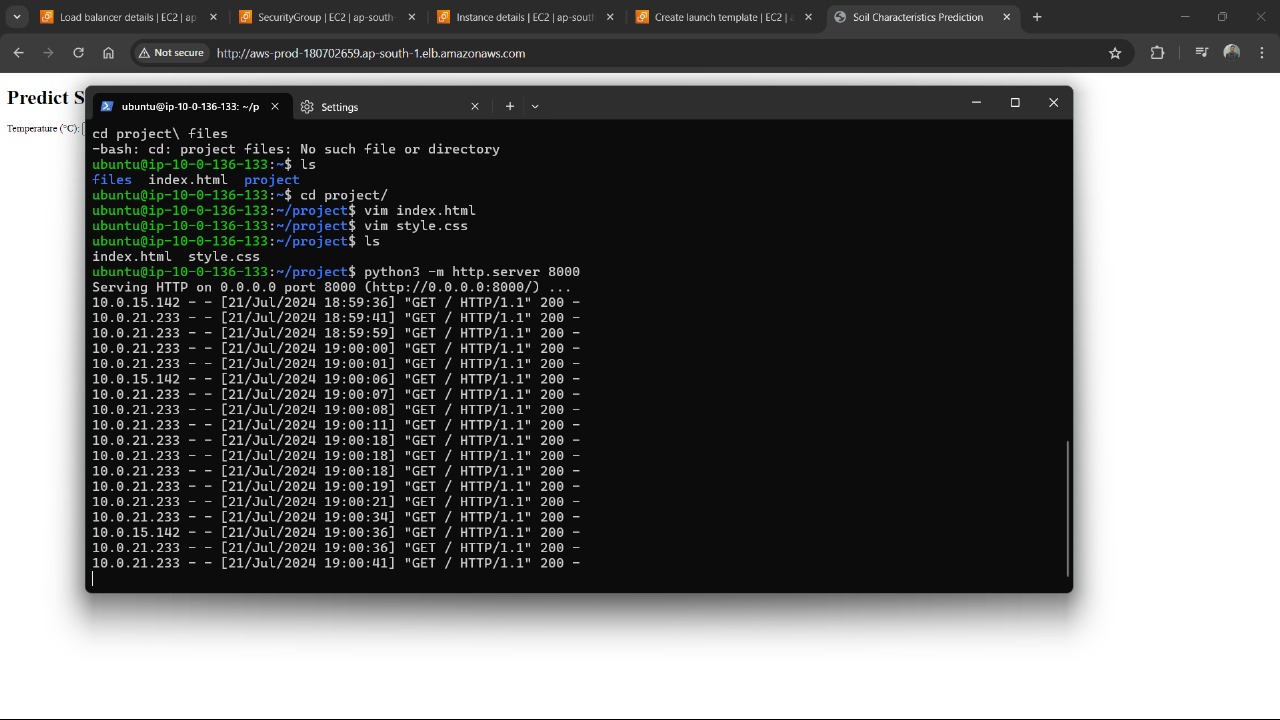 Load balancer details | EC2 | ap
SecurityGroup | EC2 | ap-south-
Instance details | EC2 | ap-sout
Create launch template | EC2 |
Soil Characteristics Prediction
Not secure
http://aws-prod-180702659.ap-south-1.elb.amazonaws.com
Predict S
Temperature (°C):
ubuntu@ip-10-0-136-133: ~/p
Settings
cd project\ files
-bash: cd: project files: No such file or directory
ubuntu@ip-10-0-136-133:~$ ls
files index.html project
ubuntu@ip-10-0-136-133:~$ cd project/
ubuntu@ip-10-0-136-133:~/project$ vim index.html
ubuntu@ip-10-0-136-133:~/project$ vim style.css
ubuntu@ip-10-0-136-133:~/project$ ls
index.html style.css
ubuntu@ip-10-0-136-133:~/project$ python3 -m http.server 8000
Serving HTTP on 0.0.0.0 port 8000 (http://0.0.0.0:8000/) ...
10.0.15.142 - - [21/Jul/2024 18:59:36] "GET / HTTP/1.1" 200 -
10.0.21.233 - - [21/Jul/2024 18:59:41] "GET / HTTP/1.1" 200 -
10.0.21.233 - - [21/Jul/2024 18:59:59] "GET / HTTP/1.1" 200 -
10.0.21.233 - - [21/Jul/2024 19:00:00] "GET / HTTP/1.1" 200 -
10.0.21.233 - - [21/Jul/2024 19:00:01] "GET / HTTP/1.1" 200 -
10.0.15.142 - - [21/Jul/2024 19:00:06] "GET / HTTP/1.1" 200 -
10.0.21.233 - - [21/Jul/2024 19:00:07] "GET / HTTP/1.1" 200 -
10.0.21.233 - - [21/Jul/2024 19:00:08] "GET / HTTP/1.1" 200 -
10.0.21.233 - - [21/Jul/2024 19:00:11] "GET / HTTP/1.1" 200 -
10.0.21.233 - - [21/Jul/2024 19:00:18] "GET / HTTP/1.1" 200 -
10.0.21.233 - - [21/Jul/2024 19:00:18] "GET / HTTP/1.1" 200 -
10.0.21.233 - - [21/Jul/2024 19:00:18] "GET / HTTP/1.1" 200 -
10.0.21.233 - - [21/Jul/2024 19:00:19] "GET / HTTP/1.1" 200 -
10.0.21.233 - - [21/Jul/2024 19:00:21] "GET / HTTP/1.1" 200 -
10.0.21.233 - - [21/Jul/2024 19:00:34] "GET / HTTP/1.1" 200 -
10.0.15.142 - - [21/Jul/2024 19:00:36] "GET / HTTP/1.1" 200 -
10.0.21.233 - - [21/Jul/2024 19:00:36] "GET / HTTP/1.1" 200 -
10.0.21.233 - - [21/Jul/2024 19:00:41] "GET / HTTP/1.1" 200 -